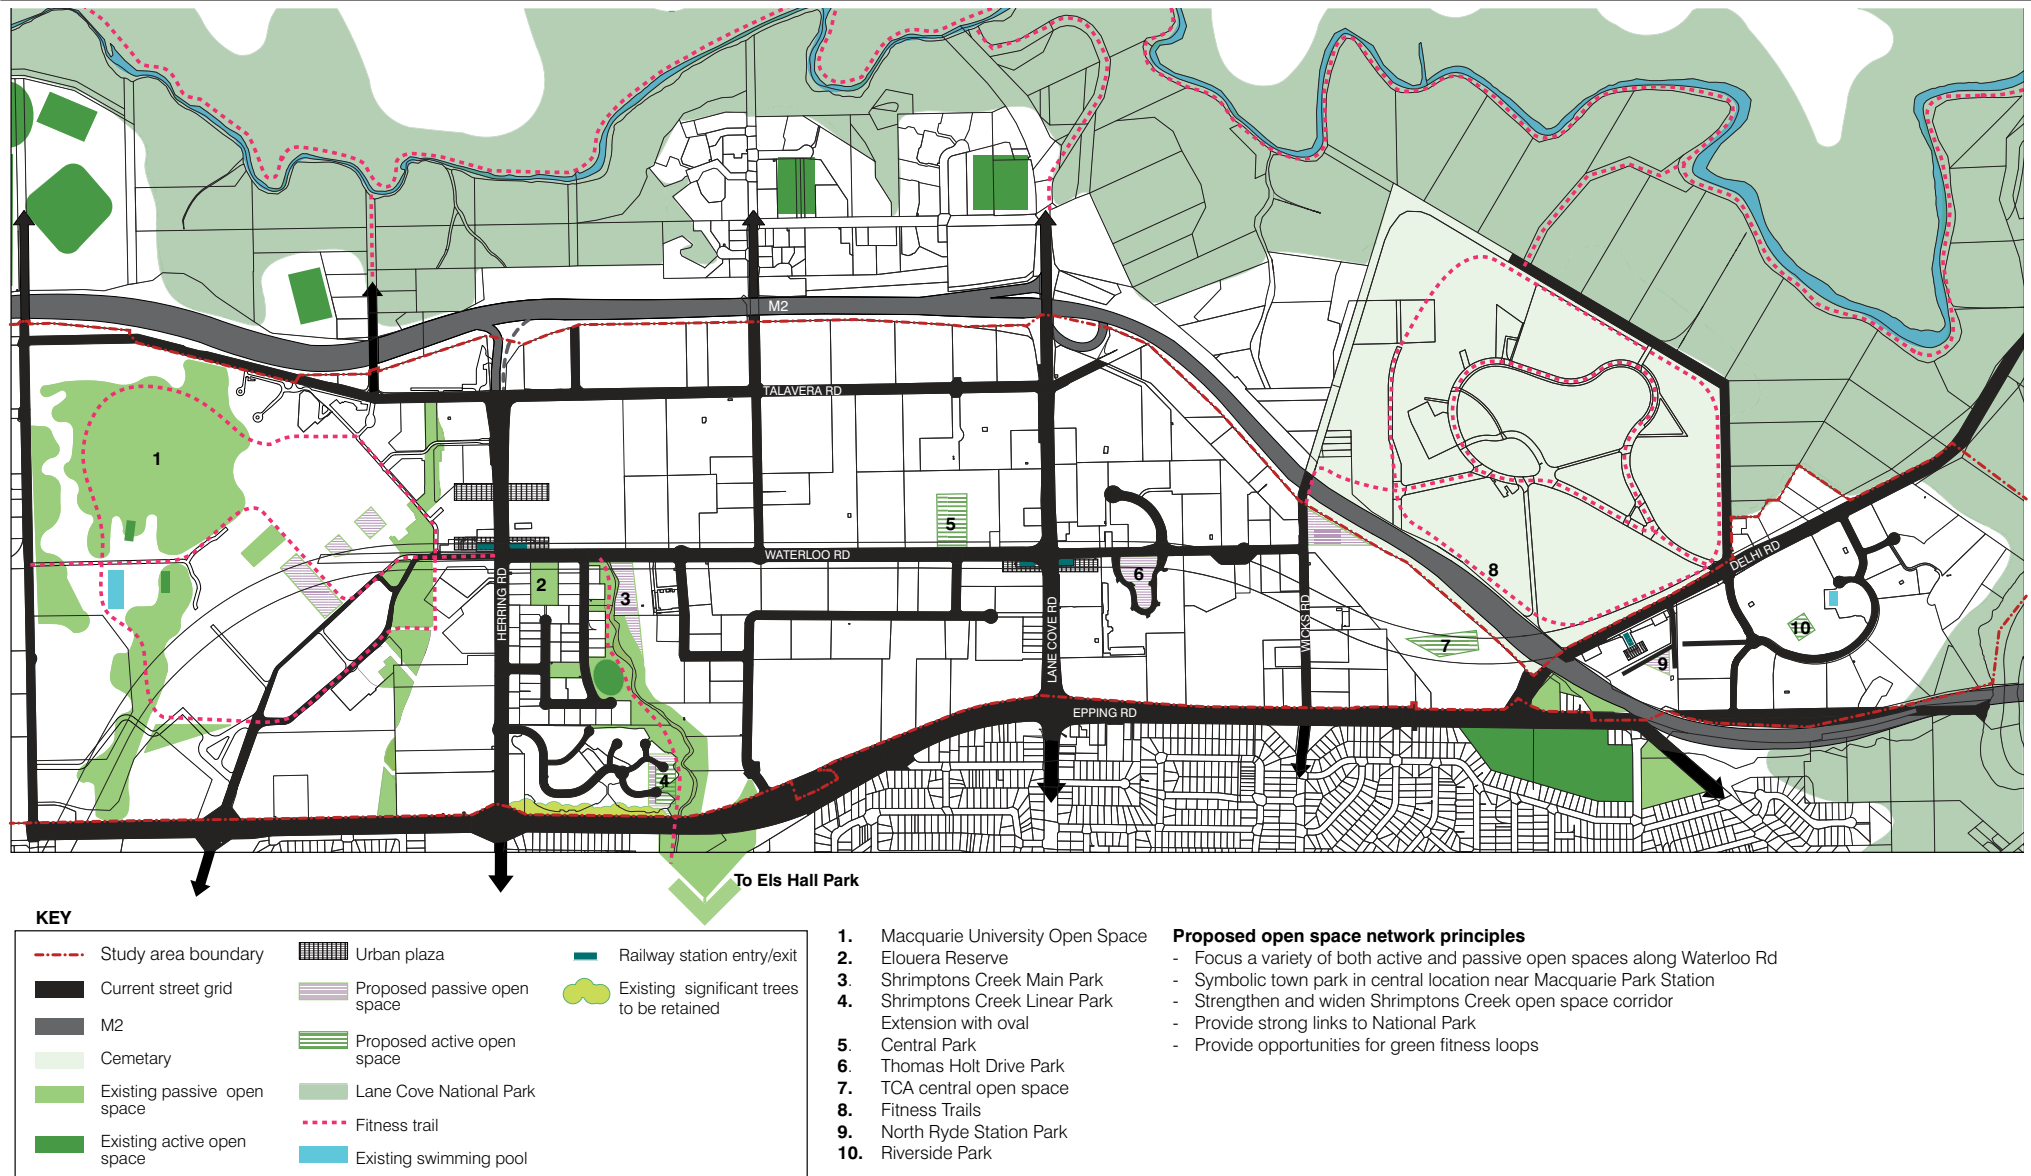 M2
TALAVERA RD
1
5
WATERLOO RD
HERRING RD
2
3
6
LANE COVE RD
WICKS RD
8
DELHI RD
7
10
9
4
EPPING RD
To Els Hall Park
KEY
Study area boundary
Current street grid
M2
Cemetary
Existing passive open
space
Existing active open
space
Urban plaza
Proposed passive open
space
Proposed active open
space
Lane Cove National Park
Fitness trail
Existing swimming pool
Railway station entry/exit
Existing significant trees
to be retained
1. Macquarie University Open Space
2. Elouera Reserve
3. Shrimptons Creek Main Park
4. Shrimptons Creek Linear Park
Extension with oval
5. Central Park
6. Thomas Holt Drive Park
7. TCA central open space
8. Fitness Trails
9. North Ryde Station Park
10. Riverside Park
Proposed open space network principles
- Focus a variety of both active and passive open spaces along Waterloo Rd
- Symbolic town park in central location near Macquarie Park Station
- Strengthen and widen Shrimptons Creek open space corridor
- Provide strong links to National Park
- Provide opportunities for green fitness loops